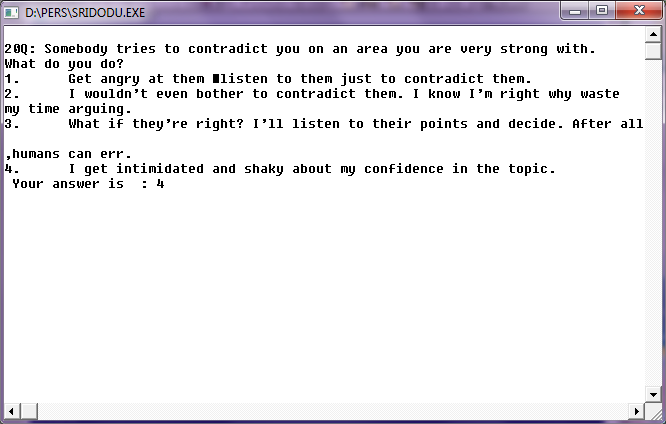 D:\PERS\SRIDODU.EXE
20Q: Somebody tries to contradict you on an area you are very strong with.
What do you do?
1. Get angry at them ■listen to them just to contradict them.
2. I wouldn't even bother to contradict them. I know I'm right why waste
my time arguing.
3. What if they're right? I'll listen to their points and decide. After all
,humans can err.
4. I get intimidated and shaky about my confidence in the topic.
Your answer is : 4